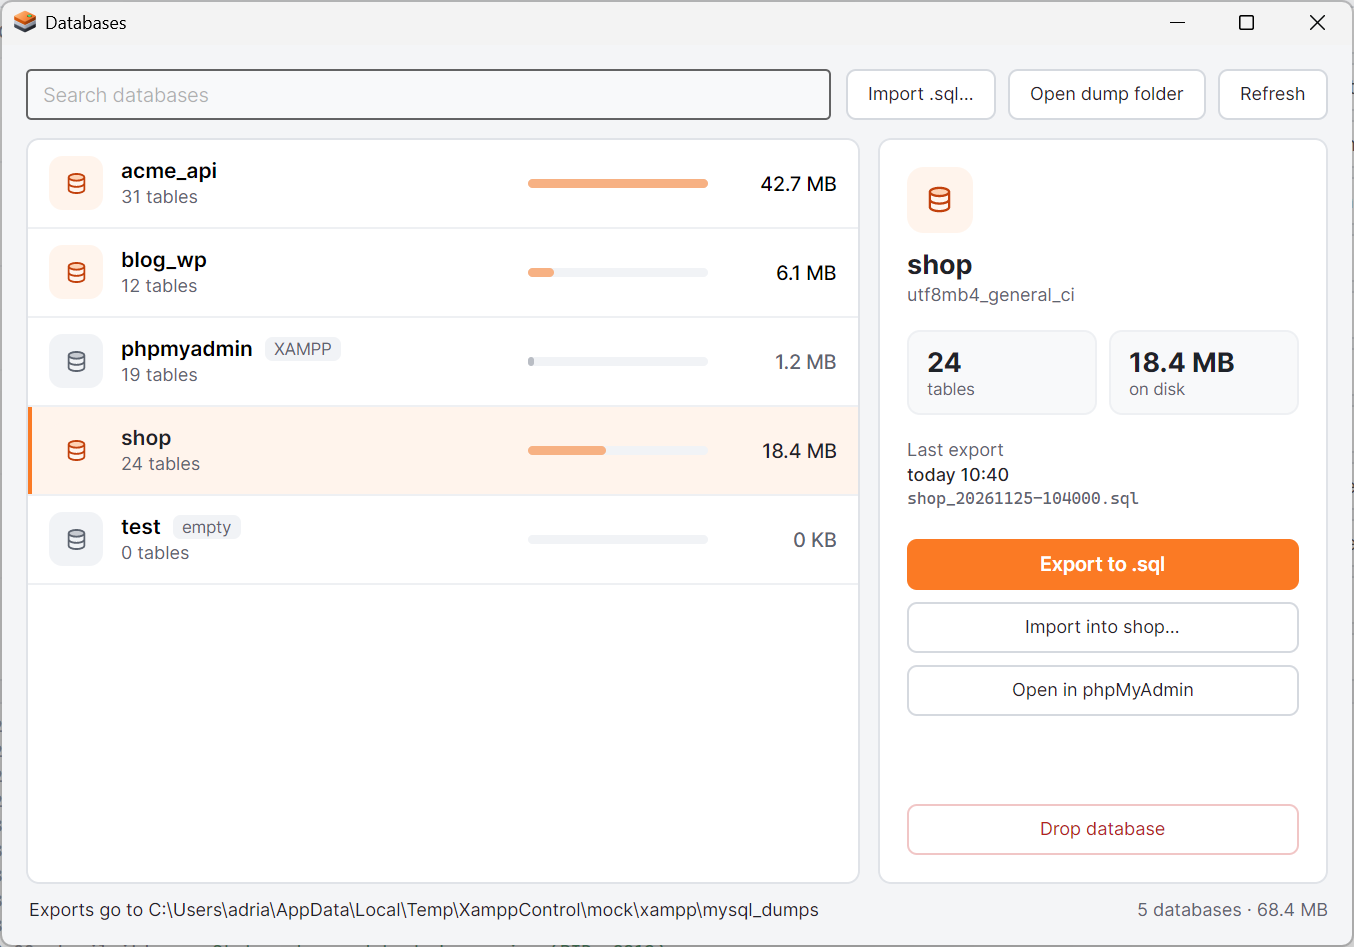 Databases
Search databases
Import .sql...
Open dump folder
Refresh
acme_api
31 tables
42.7 MB
blog_wp
12 tables
6.1 MB
phpmyadmin XAMPP
19 tables
1.2 MB
shop
24 tables
18.4 MB
test empty
0 tables
0 KB
shop
utf8mb4_general_ci
24
tables
18.4 MB
on disk
Last export
today 10:40
shop_20261125-104000.sql
Export to .sql
Import into shop...
Open in phpMyAdmin
Drop database
Exports go to C:\Users\adria\AppData\Local\Temp\XamppControl\mock\xampp\mysql_dumps
5 databases · 68.4 MB